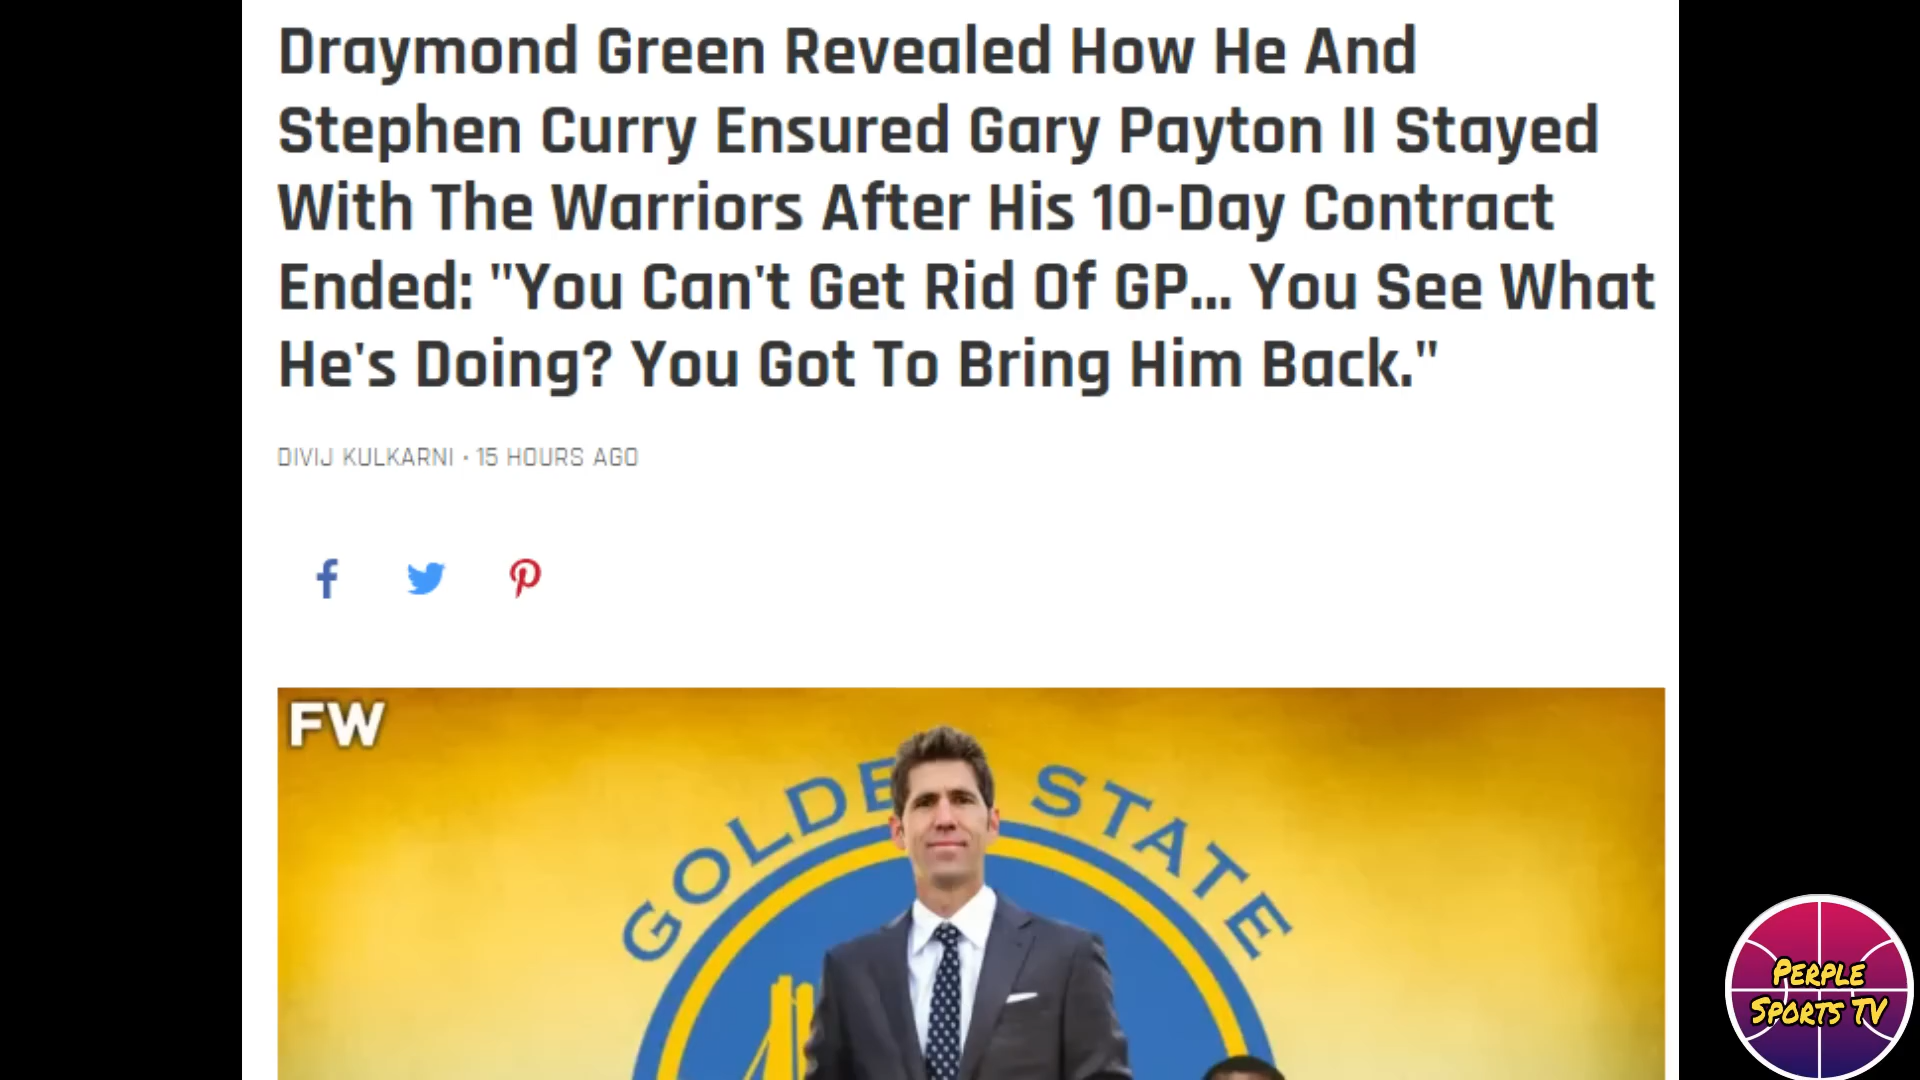 Draymond Green Revealed How He And
Stephen Curry Ensured Gary Payton II Stayed
With The Warriors After His 10-Day Contract
Ended: "You Can't Get Rid Of GP... You See What
He's Doing? You Got To Bring Him Back."
DIVIJ KULKARNI • 15 HOURS AGO
FW
GOLDE STATE
PERPLE
SPORTS TV